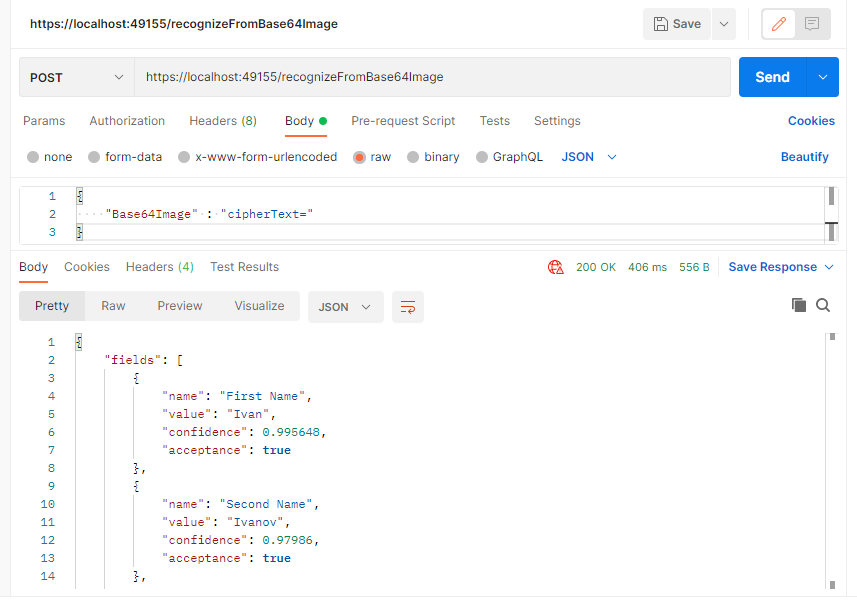 https://localhost:49155/recognizeFromBase64Image
Save
POST
https://localhost:49155/recognizeFromBase64Image
Send
Params Authorization Headers (8) Body Pre-request Script Tests Settings Cookies
none form-data x-www-form-urlencoded raw binary GraphQL JSON Beautify
1 {
2 "Base64Image" : "cipherText="
3 }
Body Cookies Headers (4) Test Results 200 OK 406 ms 556 B Save Response
Pretty Raw Preview Visualize JSON
1 {
2 "fields": [
3 {
4 "name": "First Name",
5 "value": "Ivan",
6 "confidence": 0.995648,
7 "acceptance": true
8 },
9 {
10 "name": "Second Name",
11 "value": "Ivanov",
12 "confidence": 0.97986,
13 "acceptance": true
14 },